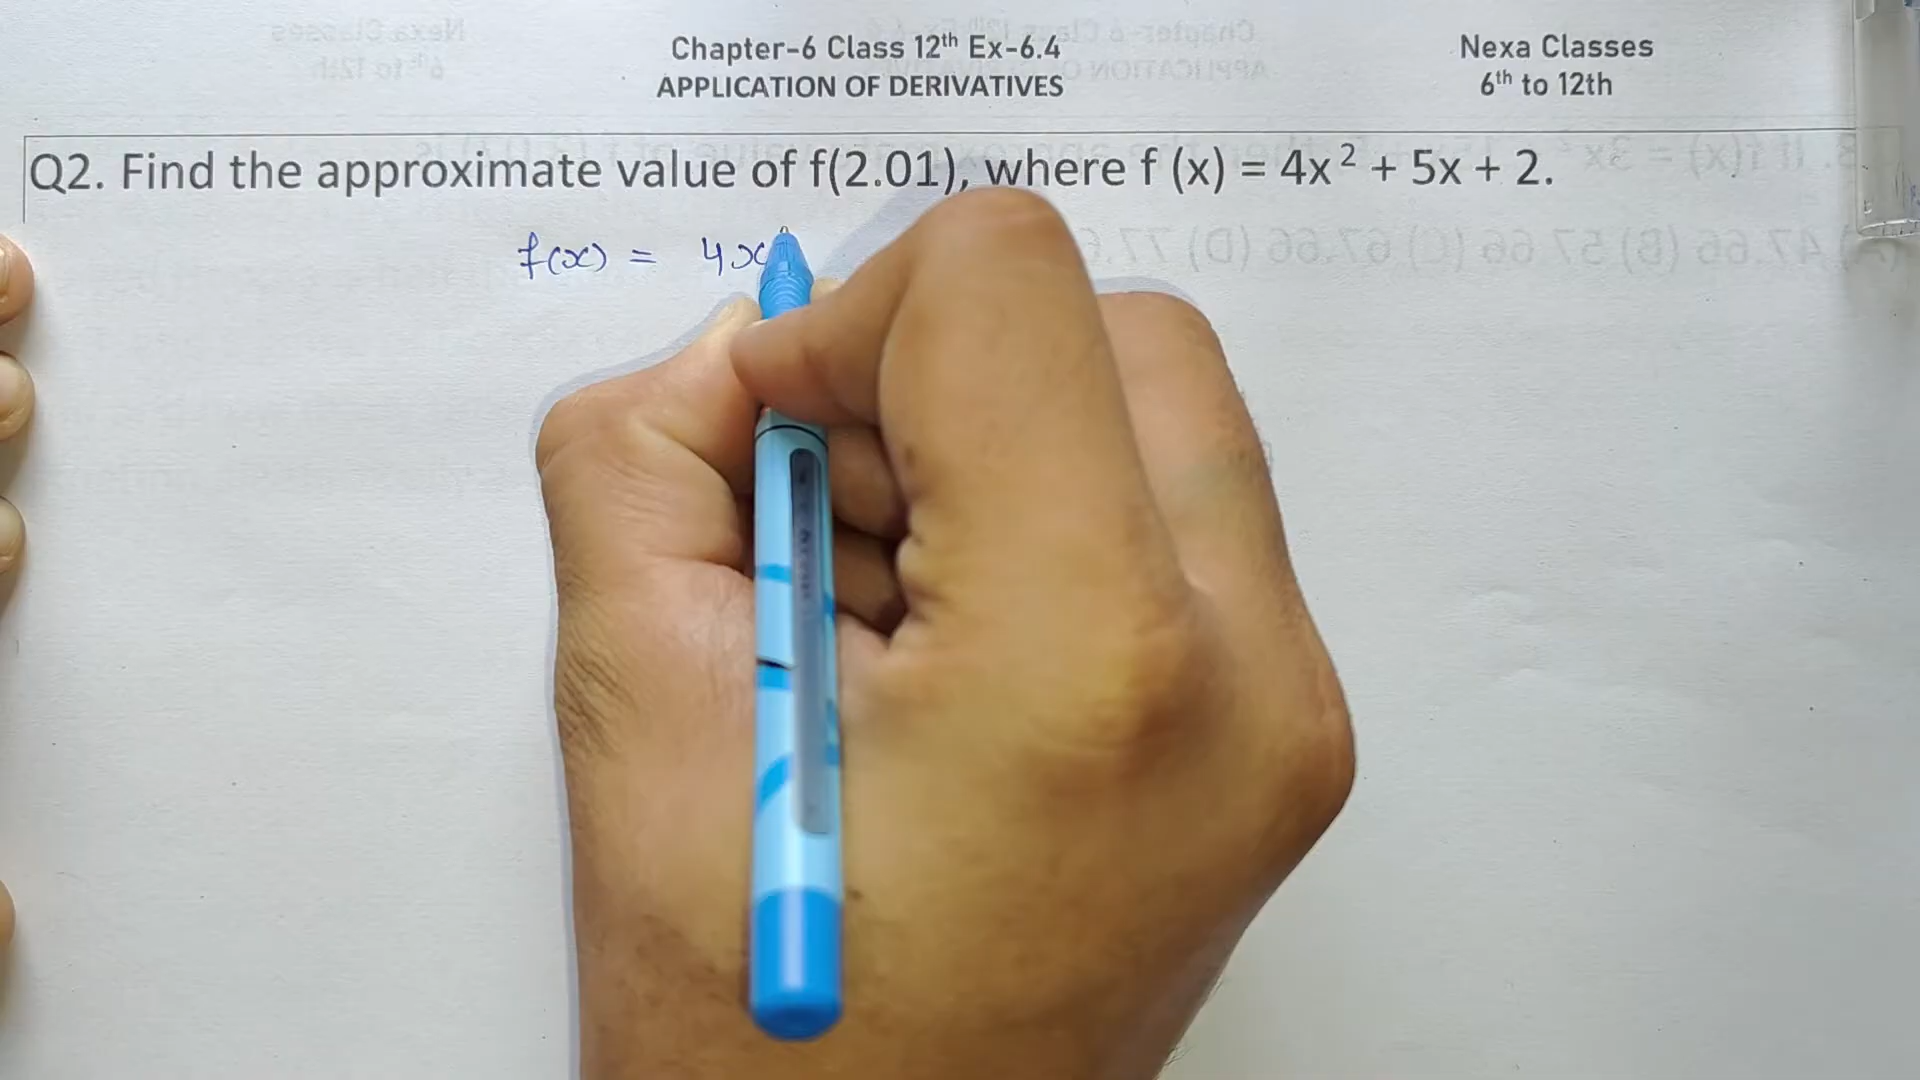 Chapter-6 Class 12th Ex-6.4
APPLICATION OF DERIVATIVES
Nexa Classes
6th to 12th
Q2. Find the approximate value of f(2.01), where f (x) = 4x² + 5x + 2.
f(x) = 4x